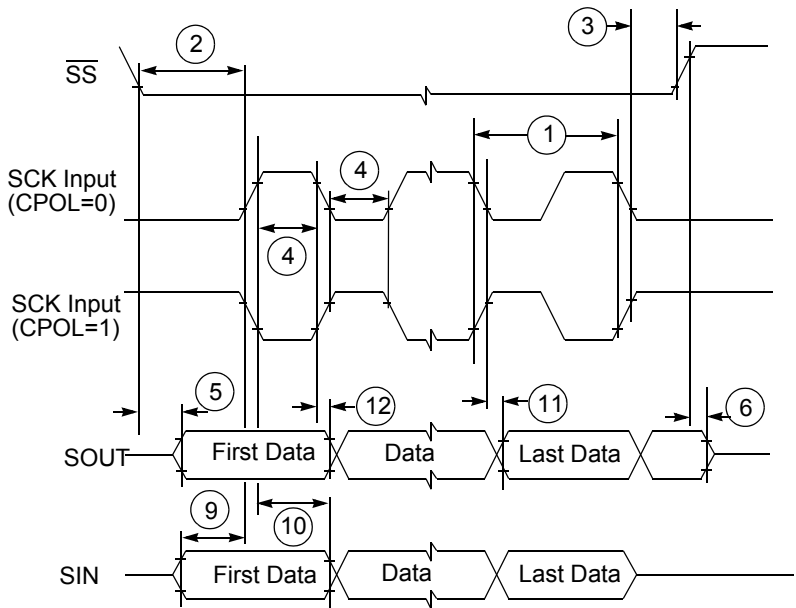 2
3
SS
1
SCK Input
(CPOL=0)
4
4
SCK Input
(CPOL=1)
5
12
11
6
SOUT
First Data
Data
Last Data
9
10
SIN
First Data
Data
Last Data